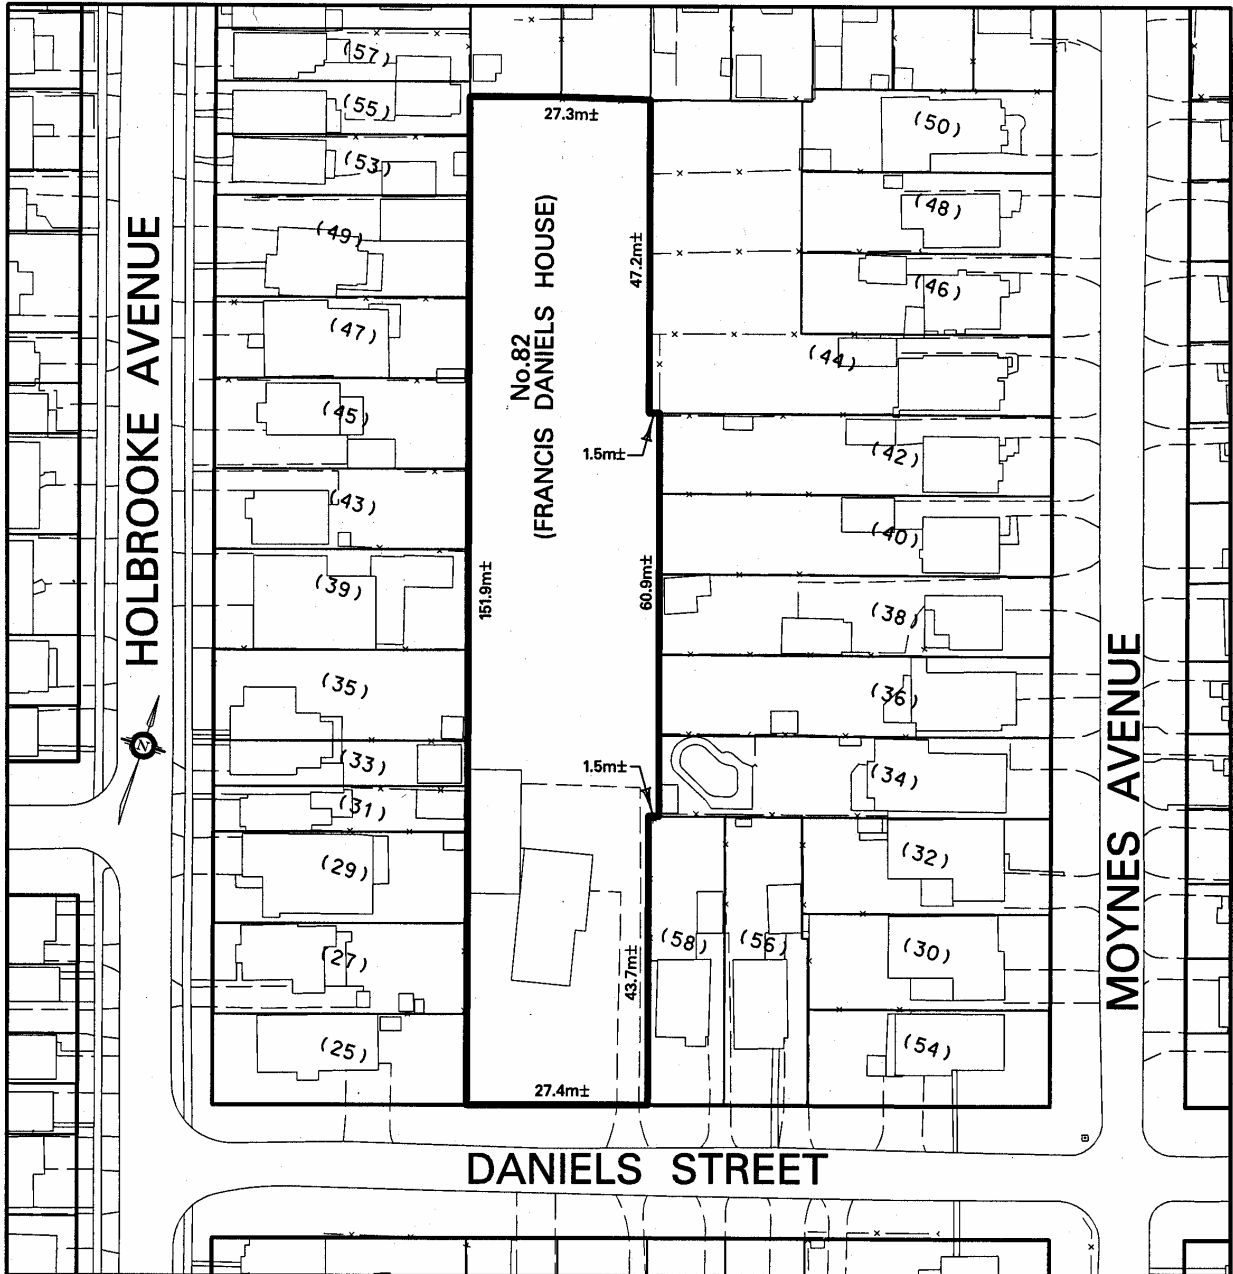 (57)
(55)
27.3m±
(50)
(53)
(48)
(49)
47.2m±
(46)
(47)
HOLBROOKE AVENUE
No.82
(FRANCIS DANIELS HOUSE)
(44)
(45)
1.5m±
(42)
(43)
(40)
151.9m±
60.9m±
(39)
(38)
(35)
(36)
MOYNES AVENUE
N
(33)
1.5m±
(34)
(31)
(29)
(32)
(27)
(58)
(56)
(30)
43.7m±
(25)
(54)
27.4m±
DANIELS STREET